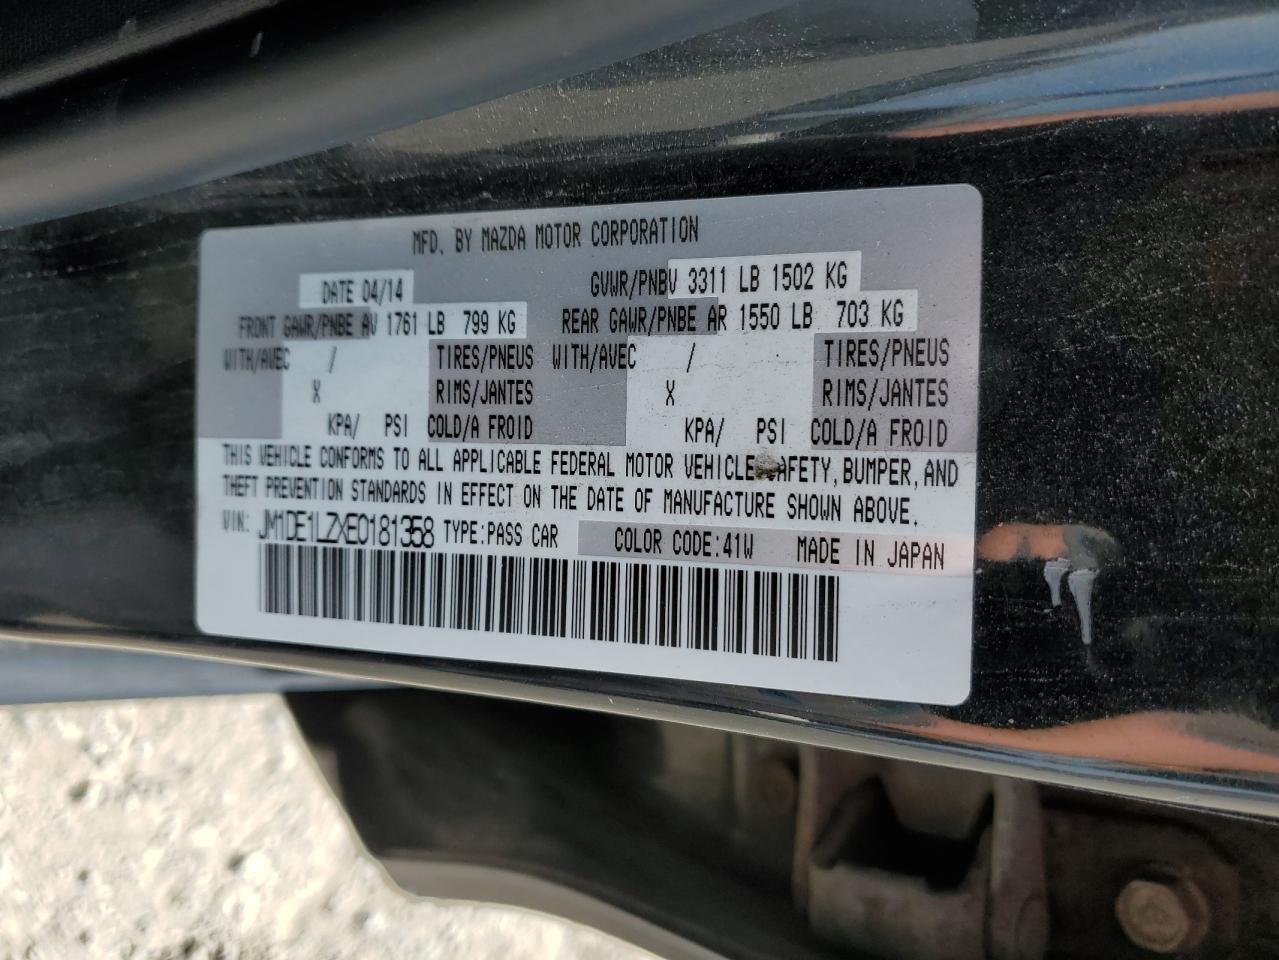 MFD. BY MAZDA MOTOR CORPORATION
DATE 04/14 GVWR/PNBV 3311 LB 1502 KG
FRONT GAWR/PNBE AV 1761 LB 799 KG REAR GAWR/PNBE AR 1550 LB 703 KG
WITH/AVEC / TIRES/PNEUS WITH/AVEC / TIRES/PNEUS
X RIMS/JANTES X RIMS/JANTES
KPA/ PSI COLD/A FROID KPA/ PSI COLD/A FROID
THIS VEHICLE CONFORMS TO ALL APPLICABLE FEDERAL MOTOR VEHICLE SAFETY, BUMPER, AND
THEFT PREVENTION STANDARDS IN EFFECT ON THE DATE OF MANUFACTURE SHOWN ABOVE.
VIN: JM1DE1LZXE0181358 TYPE:PASS CAR COLOR CODE:41W MADE IN JAPAN